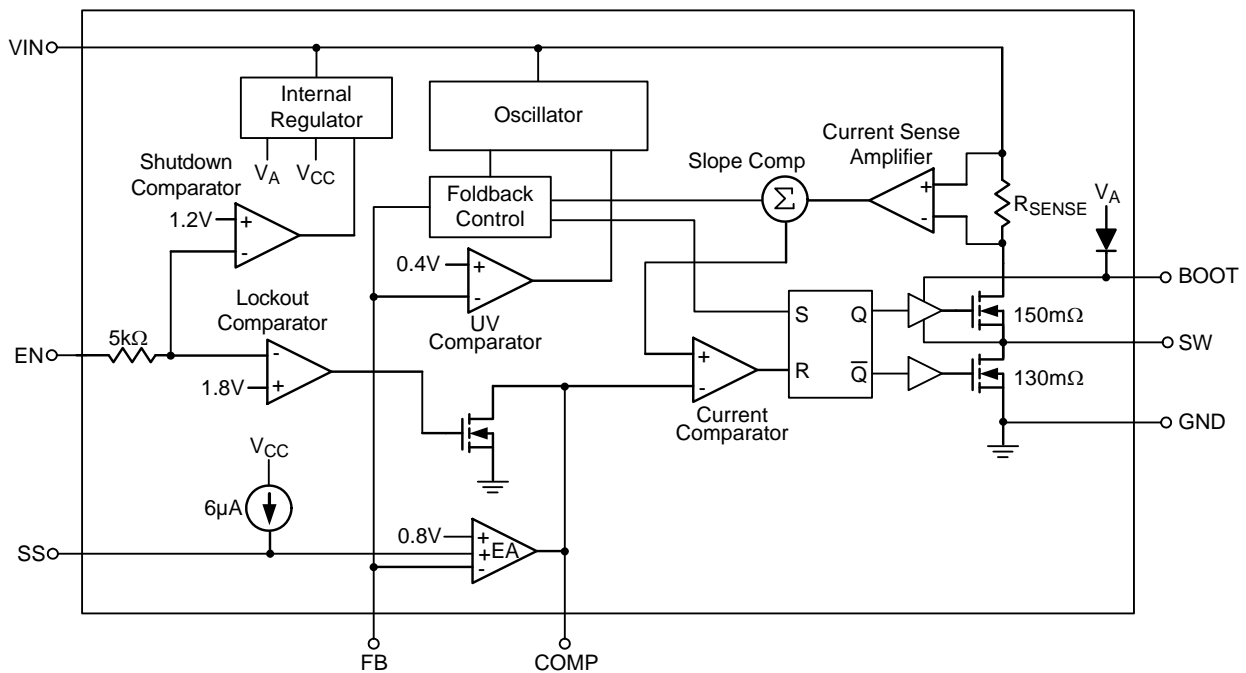 VIN
Internal
Regulator
Oscillator
Current Sense
Amplifier
Slope Comp
Shutdown
Comparator
VA
VCC
Foldback
Control
Σ
+
-
RSENSE
VA
1.2V
+
-
0.4V
+
-
BOOT
Lockout
Comparator
UV
Comparator
S
Q
150mΩ
5kΩ
EN
-
+
1.8V
+
-
R
Q̅
SW
130mΩ
Current
Comparator
GND
VCC
6µA
0.8V
+
+
-
EA
SS
FB
COMP